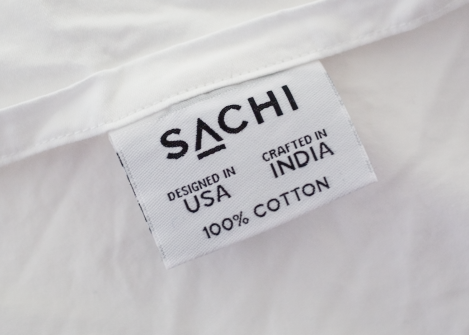 SACHI
DESIGNED IN
USA
CRAFTED IN
INDIA
100% COTTON